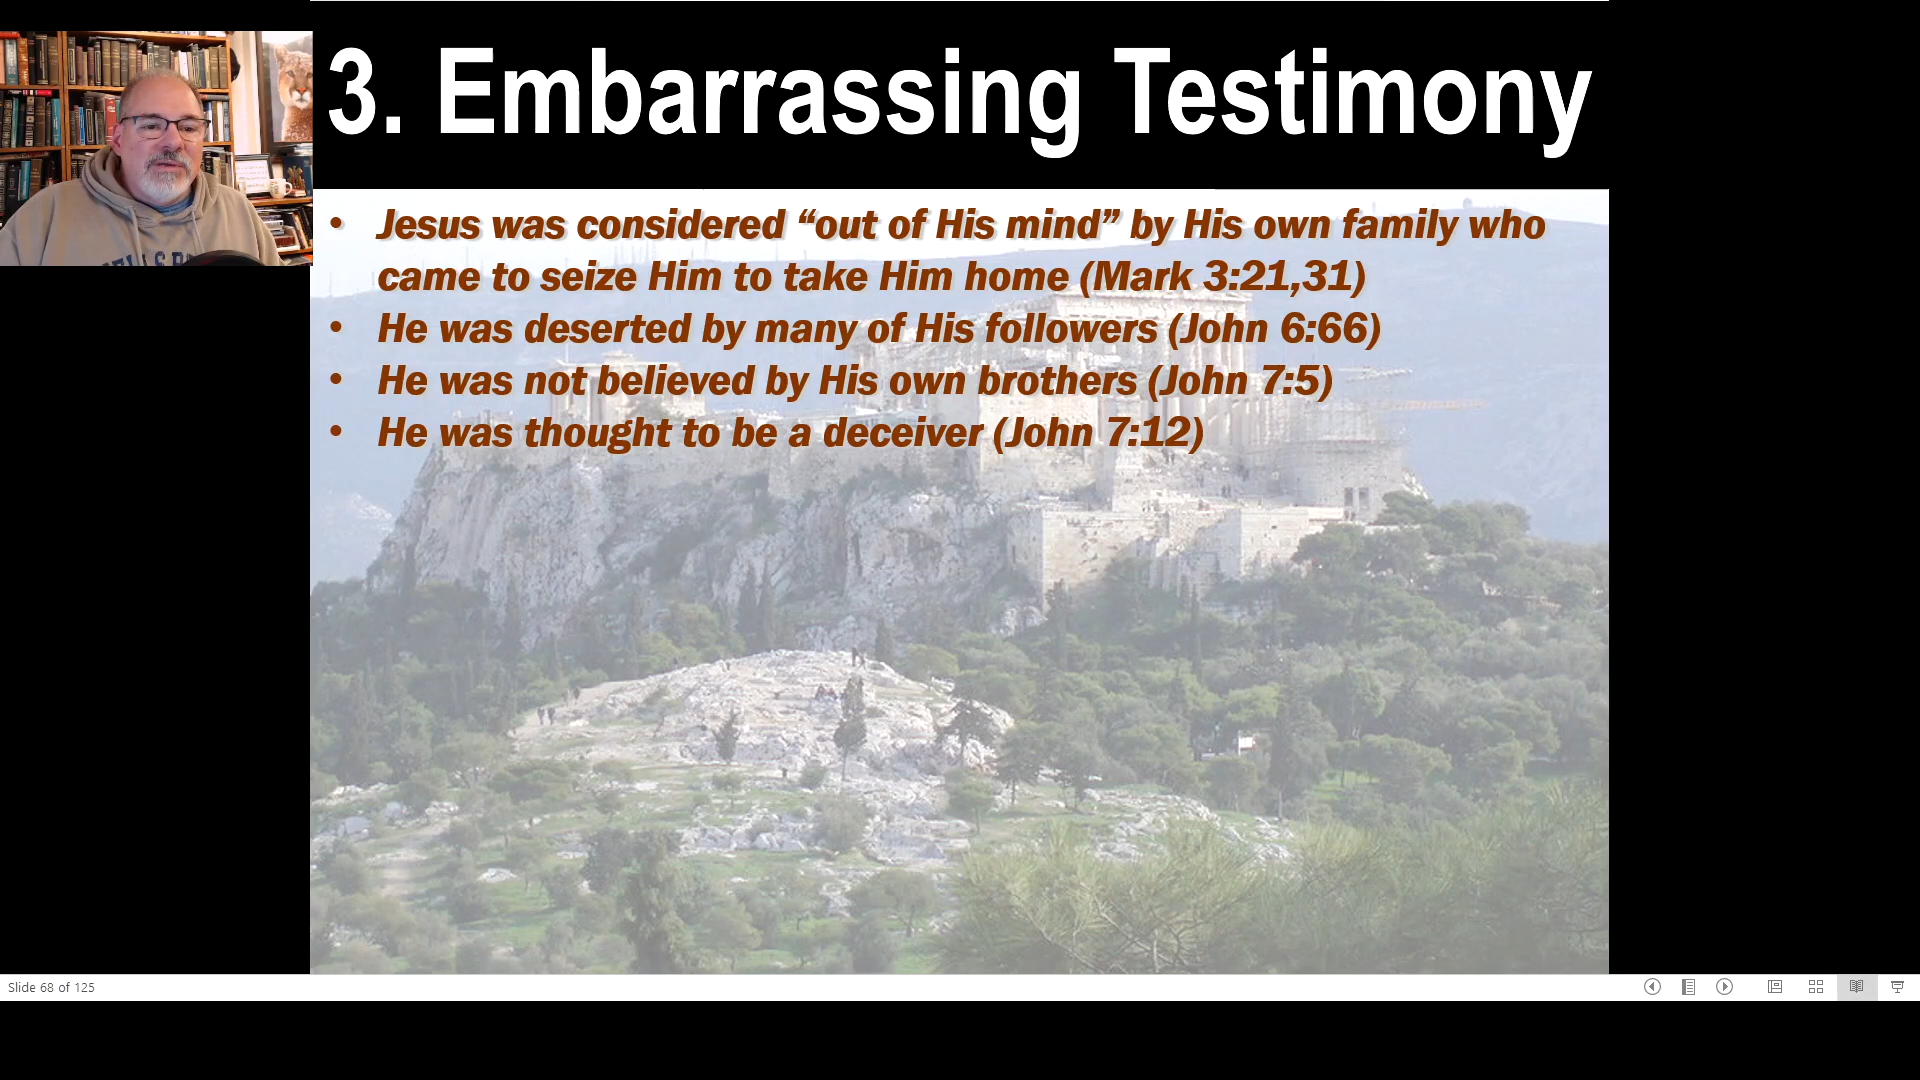 3. Embarrassing Testimony
• Jesus was considered “out of His mind” by His own family who
came to seize Him to take Him home (Mark 3:21,31)
• He was deserted by many of His followers (John 6:66)
• He was not believed by His own brothers (John 7:5)
• He was thought to be a deceiver (John 7:12)
Slide 68 of 125